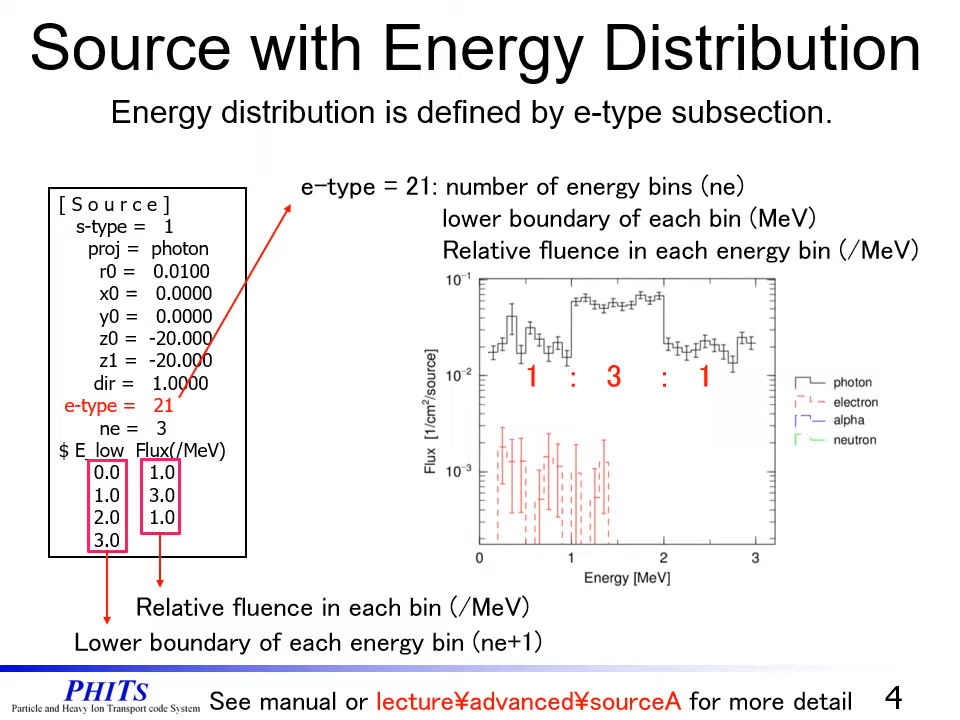 Source with Energy Distribution
Energy distribution is defined by e-type subsection.
[ S o u r c e ]
s-type = 1
proj = photon
r0 = 0.0100
x0 = 0.0000
y0 = 0.0000
z0 = -20.000
z1 = -20.000
dir = 1.0000
e-type = 21
ne = 3
$ E_low Flux(/MeV)
0.0 1.0
1.0 3.0
2.0 1.0
3.0
e-type = 21: number of energy bins (ne)
lower boundary of each bin (MeV)
Relative fluence in each energy bin (/MeV)
10⁻¹
10⁻²
10⁻³
Flux [1/cm²/source]
1 : 3 : 1
0 1 2 3
Energy [MeV]
photon
electron
alpha
neutron
Relative fluence in each bin (/MeV)
Lower boundary of each energy bin (ne+1)
PHITS
Particle and Heavy Ion Transport code System
See manual or lecture¥advanced¥sourceA for more detail
4